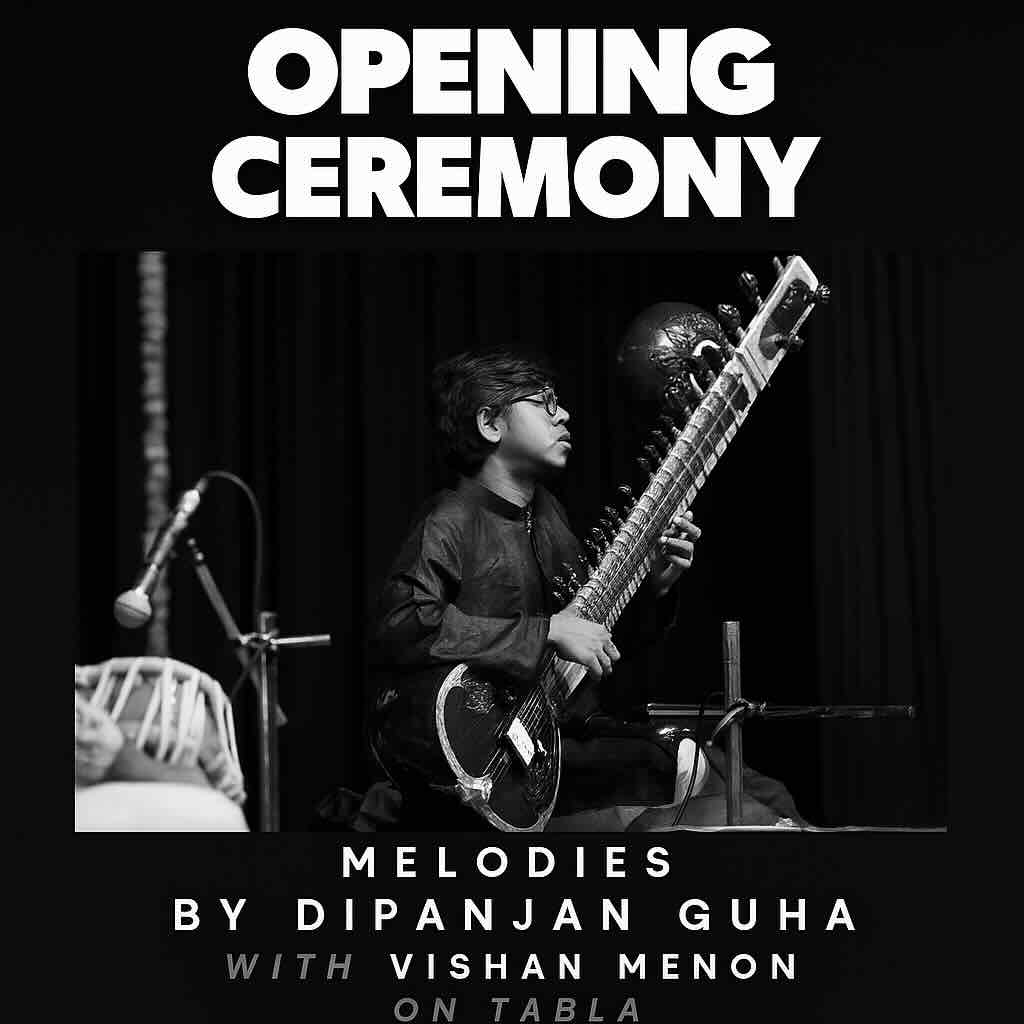 OPENING
CEREMONY
MELODIES
BY DIPANJAN GUHA
WITH VISHAN MENON
ON TABLA